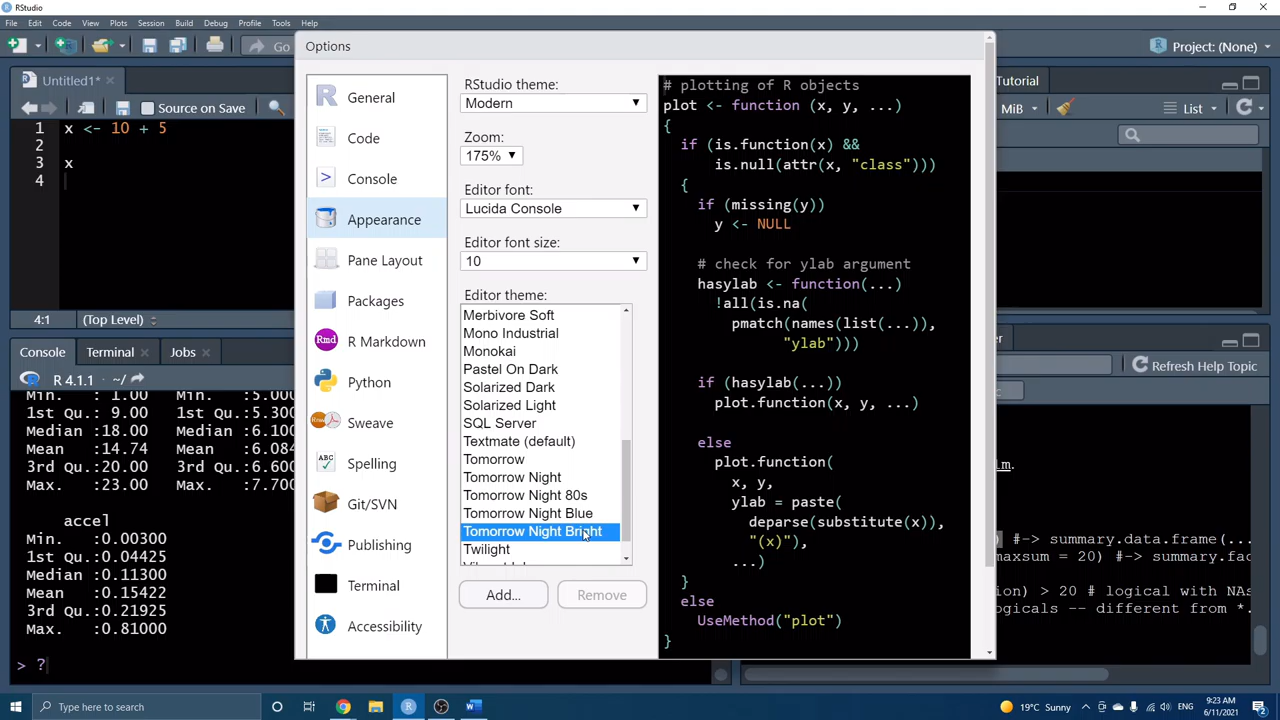 RStudio
File Edit Code View Plots Session Build Debug Profile Tools Help
Go
Project: (None)
Untitled1*
Source on Save
1 x <- 10 + 5
2
3 x
4
4:1 (Top Level)
Console Terminal Jobs
R 4.1.1 · ~/
Min. : 1.00 Min. :5.000
1st Qu.: 9.00 1st Qu.:5.300
Median :18.00 Median :6.100
Mean :14.74 Mean :6.084
3rd Qu.:20.00 3rd Qu.:6.600
Max. :23.00 Max. :7.700
accel
Min. :0.00300
1st Qu.:0.04425
Median :0.11300
Mean :0.15422
3rd Qu.:0.21925
Max. :0.81000
> ?
Options
General
Code
Console
Appearance
Pane Layout
Packages
R Markdown
Python
Sweave
Spelling
Git/SVN
Publishing
Terminal
Accessibility
RStudio theme:
Modern
Zoom:
175%
Editor font:
Lucida Console
Editor font size:
10
Editor theme:
Merbivore Soft
Mono Industrial
Monokai
Pastel On Dark
Solarized Dark
Solarized Light
SQL Server
Textmate (default)
Tomorrow
Tomorrow Night
Tomorrow Night 80s
Tomorrow Night Blue
Tomorrow Night Bright
Twilight
Add... Remove
# plotting of R objects
plot <- function (x, y, ...)
{
if (is.function(x) &&
is.null(attr(x, "class")))
{
if (missing(y))
y <- NULL
# check for ylab argument
hasylab <- function(...)
!all(is.na(
pmatch(names(list(...)),
"ylab")))
if (hasylab(...))
plot.function(x, y, ...)
else
plot.function(
x, y,
ylab = paste(
deparse(substitute(x)),
"(x)"),
...)
}
else
UseMethod("plot")
}
Tutorial
MiB List
Refresh Help Topic
#-> summary.data.frame(...
maxsum = 20) #-> summary.fac
> 20 # logical with NAs
-- different from *.
Type here to search
19°C Sunny
ENG
9:23 AM
6/11/2021
2